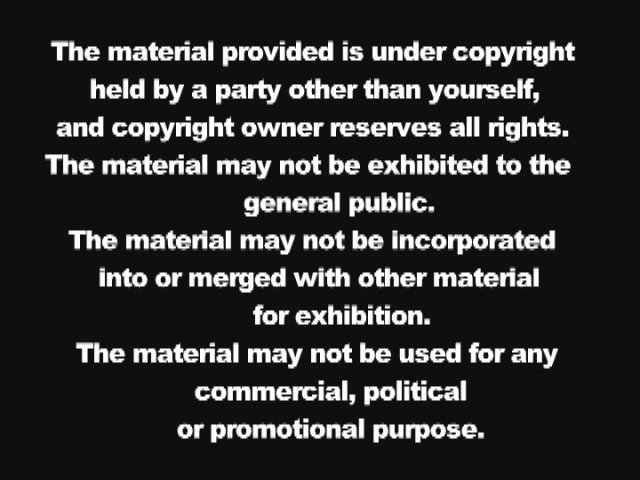 The material provided is under copyright
held by a party other than yourself,
and copyright owner reserves all rights.
The material may not be exhibited to the
general public.
The material may not be incorporated
into or merged with other material
for exhibition.
The material may not be used for any
commercial, political
or promotional purpose.